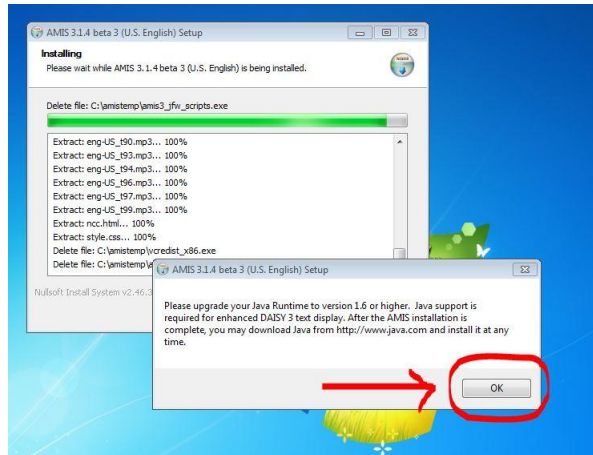 AMIS 3.1.4 beta 3 (U.S. English) Setup
Installing
Please wait while AMIS 3.1.4 beta 3 (U.S. English) is being installed.
Delete file: C:\amistemp\amis3_jfw_scripts.exe
Extract: eng-US_t90.mp3... 100%
Extract: eng-US_t93.mp3... 100%
Extract: eng-US_t94.mp3... 100%
Extract: eng-US_t96.mp3... 100%
Extract: eng-US_t97.mp3... 100%
Extract: eng-US_t99.mp3... 100%
Extract: ncc.html... 100%
Extract: style.css... 100%
Delete file: C:\amistemp\vcredist_x86.exe
Delete file: C:\amistemp\
Nullsoft Install System v2.46.3
AMIS 3.1.4 beta 3 (U.S. English) Setup
Please upgrade your Java Runtime to version 1.6 or higher. Java support is
required for enhanced DAISY 3 text display. After the AMIS installation is
complete, you may download Java from http://www.java.com and install it at any
time.
OK